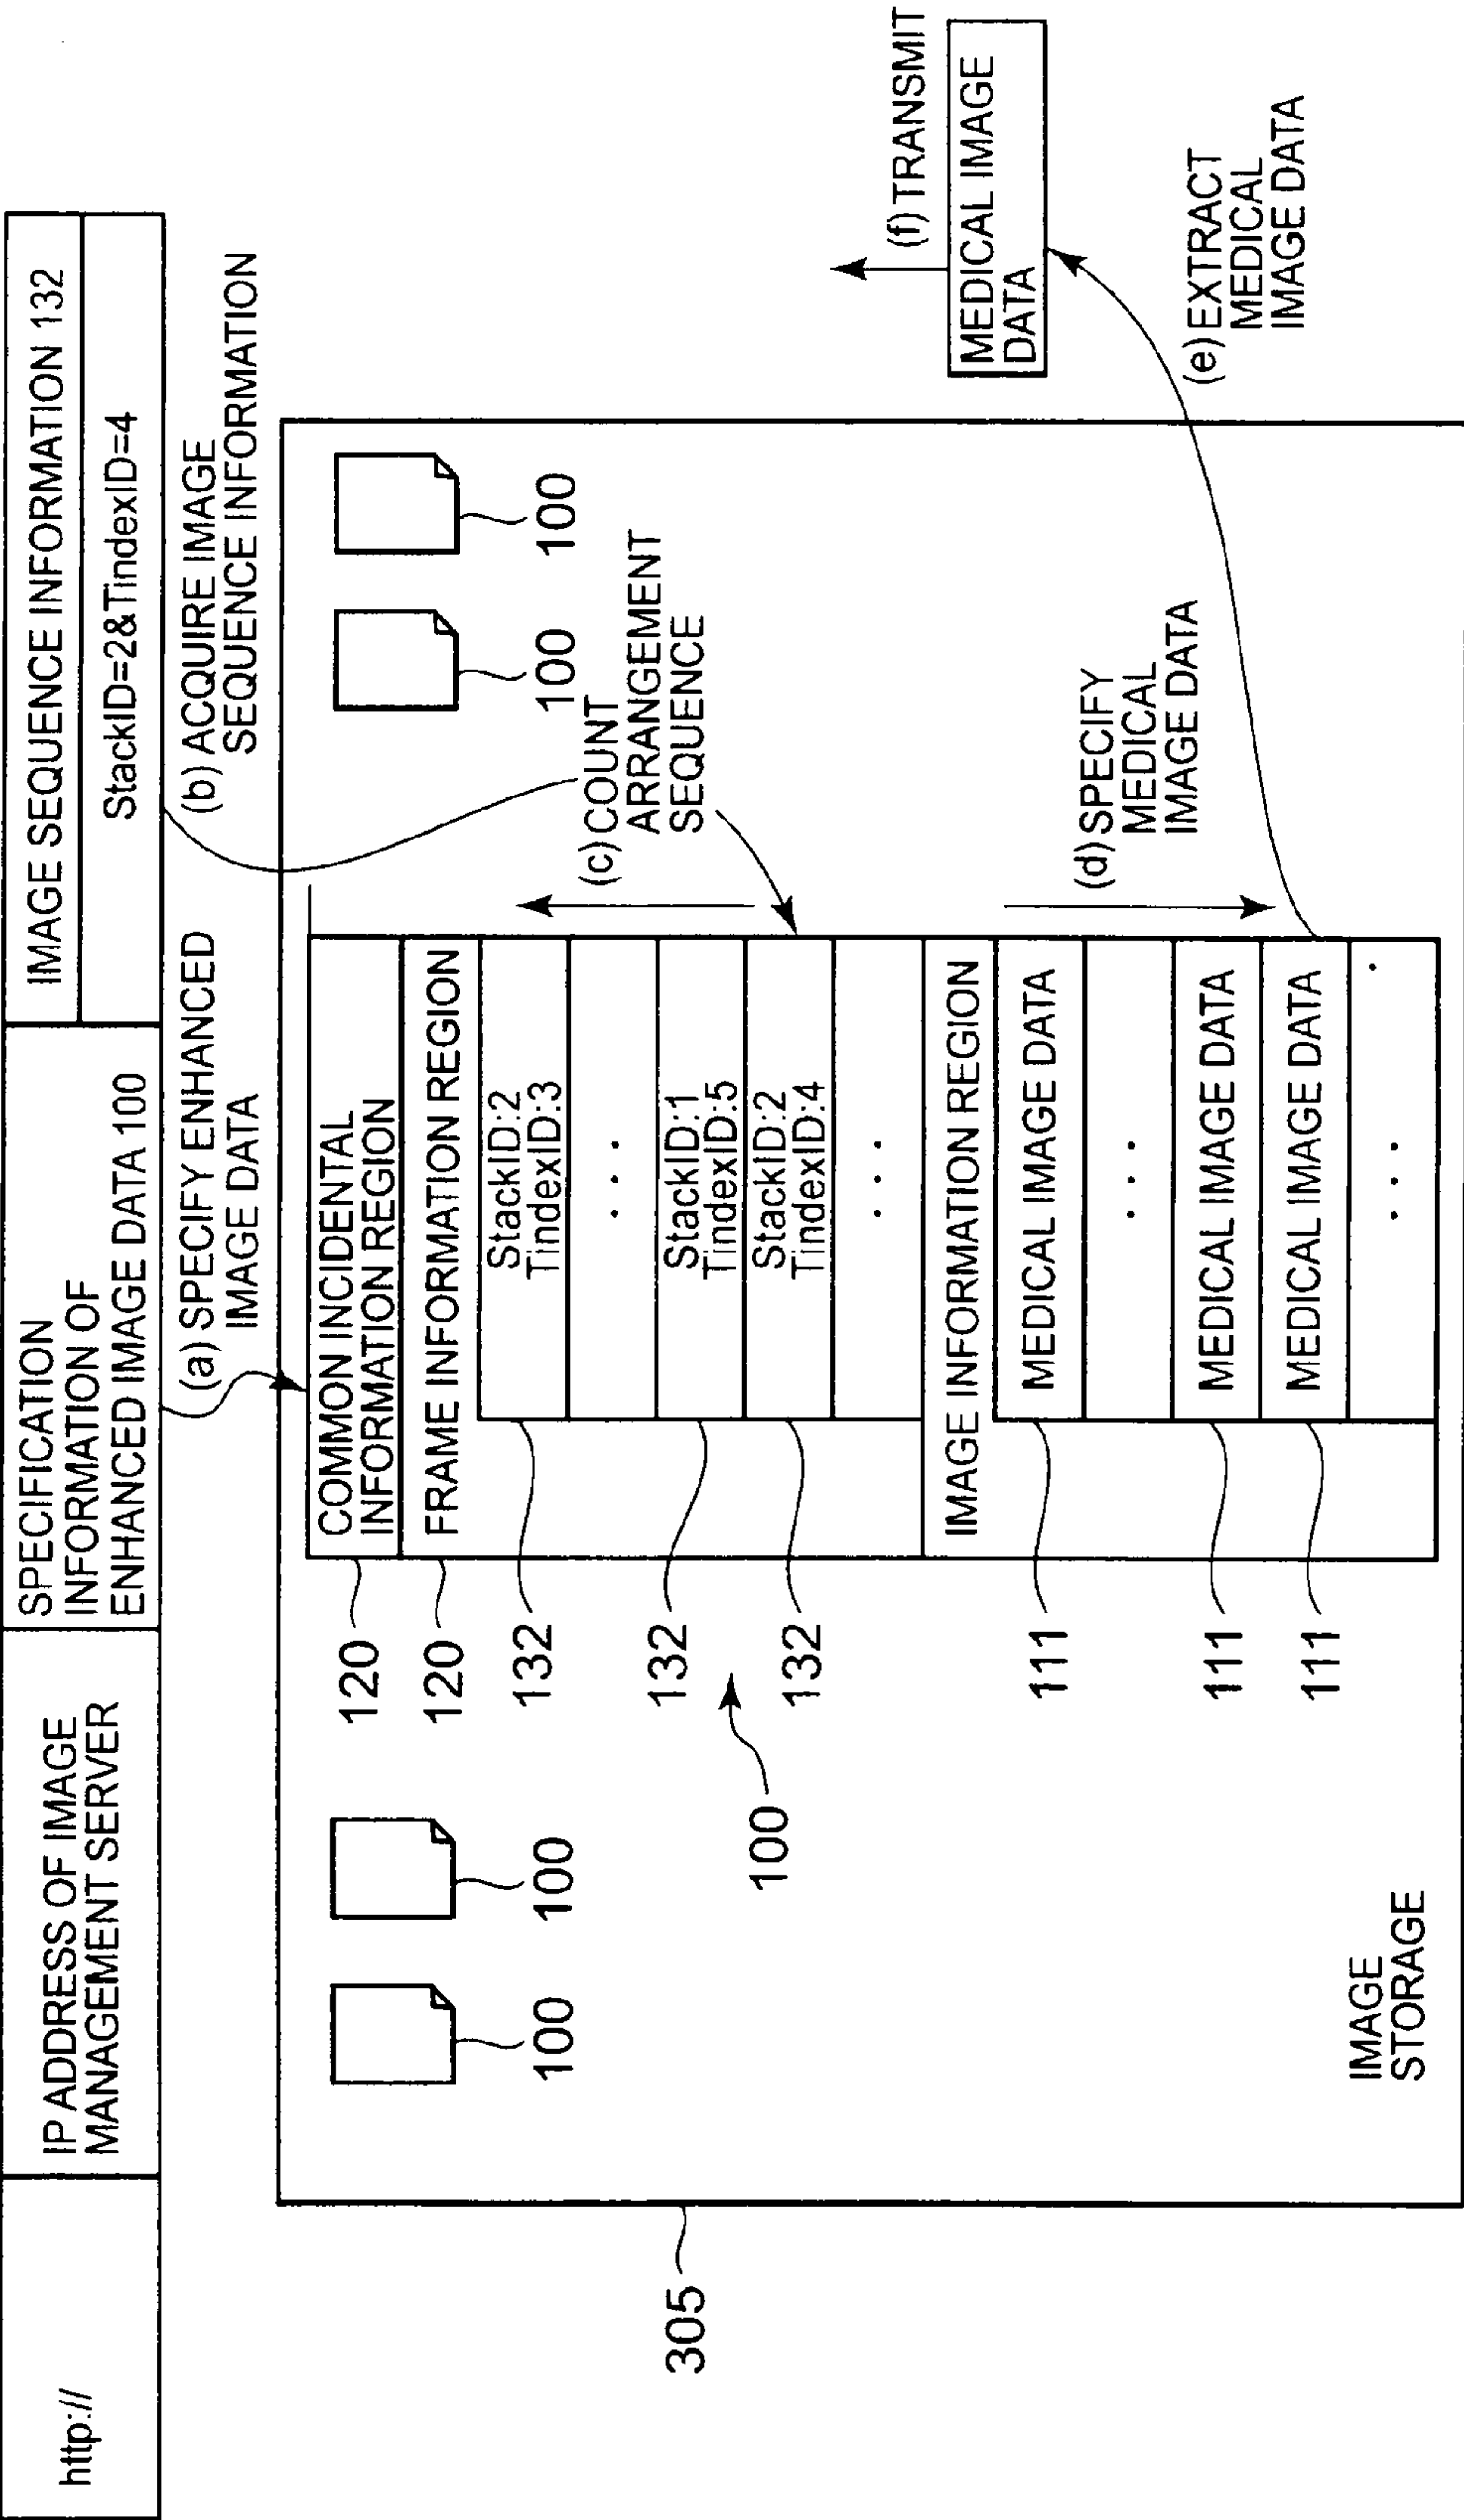 http://
IP ADDRESS OF IMAGE
MANAGEMENT SERVER
SPECIFICATION
INFORMATION OF
ENHANCED IMAGE DATA 100
IMAGE SEQUENCE INFORMATION 132
StackID=2&TindexID=4
(a) SPECIFY ENHANCED
IMAGE DATA
(b) ACQUIRE IMAGE
SEQUENCE INFORMATION
305
100
100
100
100
100
120
COMMON INCIDENTAL
INFORMATION REGION
120
FRAME INFORMATION REGION
132
StackID:2
TindexID:3
...
132
StackID:1
TindexID:5
132
StackID:2
TindexID:4
...
(c) COUNT
ARRANGEMENT
SEQUENCE
IMAGE INFORMATION REGION
111
MEDICAL IMAGE DATA
...
111
MEDICAL IMAGE DATA
111
MEDICAL IMAGE DATA
...
(d) SPECIFY
MEDICAL
IMAGE DATA
(e) EXTRACT
MEDICAL
IMAGE DATA
(f) TRANSMIT
MEDICAL IMAGE
DATA
IMAGE
STORAGE